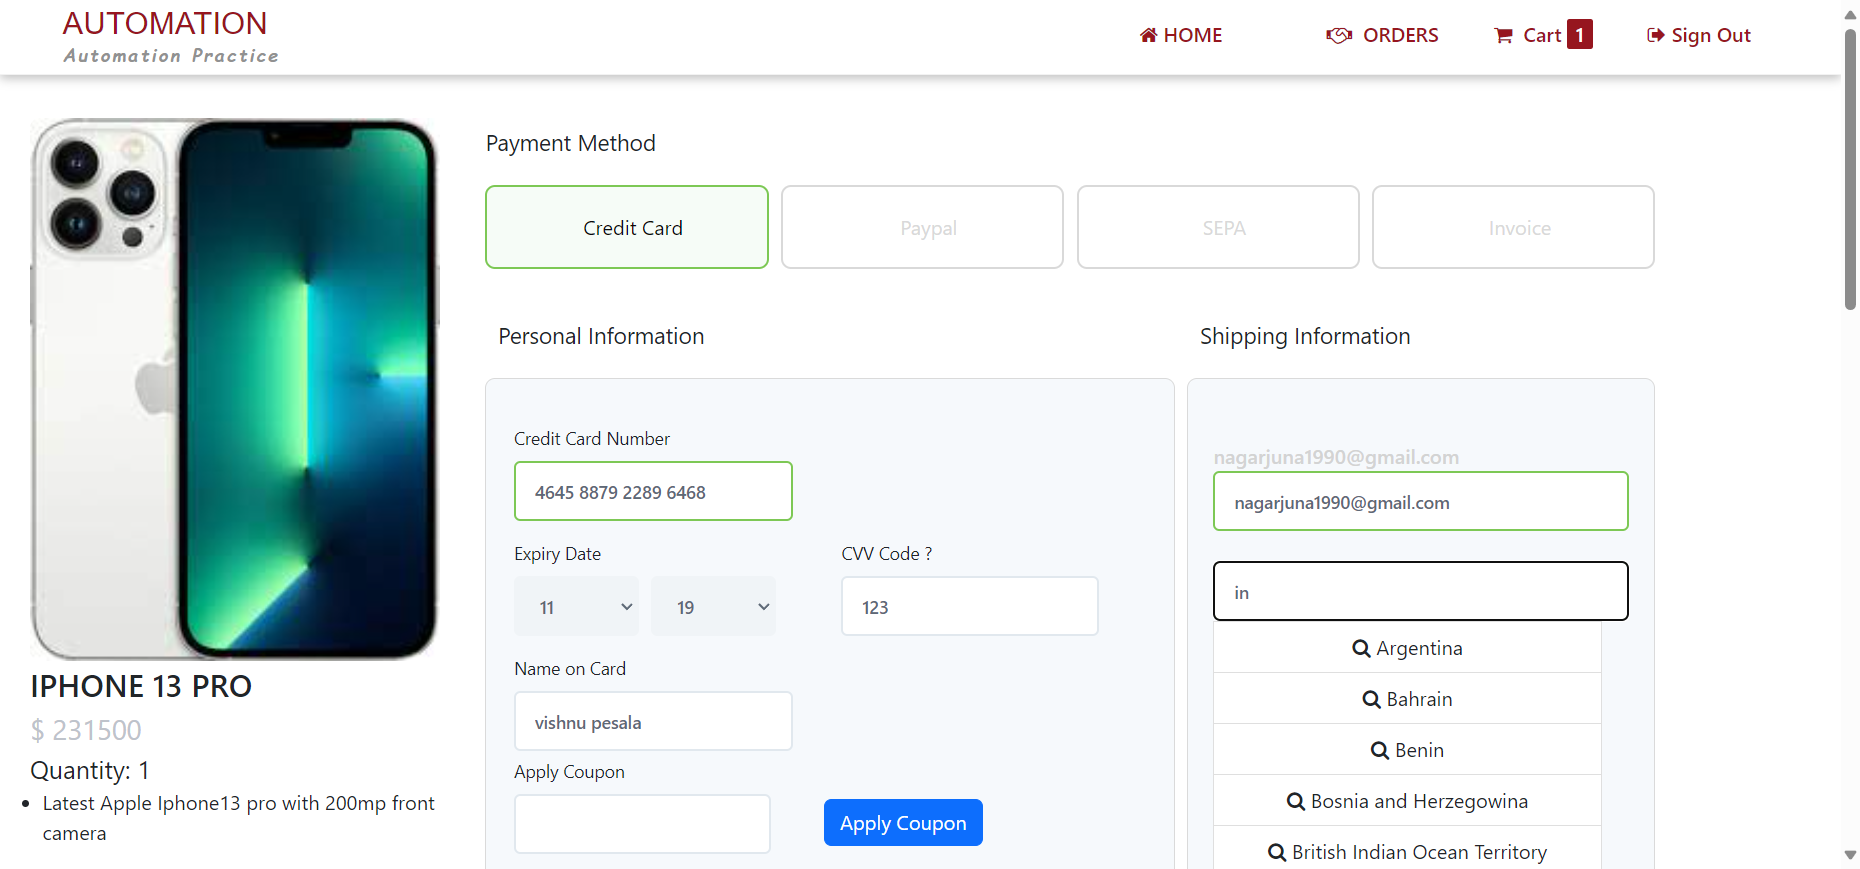 AUTOMATION
Automation Practice
HOME
ORDERS
Cart 1
Sign Out
Payment Method
Credit Card
Paypal
SEPA
Invoice
Personal Information
Shipping Information
Credit Card Number
4645 8879 2289 6468
Expiry Date
CVV Code ?
11
19
123
Name on Card
vishnu pesala
Apply Coupon
Apply Coupon
nagarjuna1990@gmail.com
nagarjuna1990@gmail.com
in
Argentina
Bahrain
Benin
Bosnia and Herzegowina
British Indian Ocean Territory
IPHONE 13 PRO
$ 231500
Quantity: 1
Latest Apple Iphone13 pro with 200mp front
camera